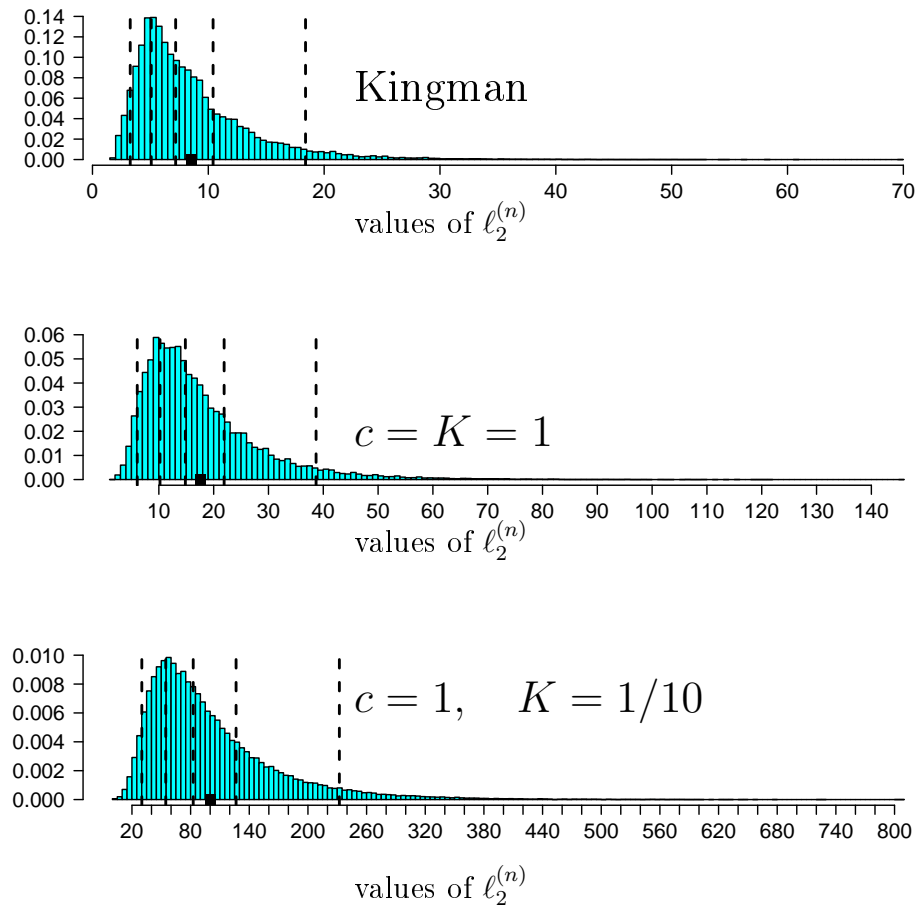 0.14
0.12
0.10
0.08
0.06
0.04
0.02
0.00
Kingman
0 10 20 30 40 50 60 70
values of ℓ₂⁽ⁿ⁾
0.06
0.05
0.04
0.03
0.02
0.01
0.00
c = K = 1
10 20 30 40 50 60 70 80 90 100 110 120 130 140
values of ℓ₂⁽ⁿ⁾
0.010
0.008
0.006
0.004
0.002
0.000
c = 1, K = 1/10
20 80 140 200 260 320 380 440 500 560 620 680 740 800
values of ℓ₂⁽ⁿ⁾